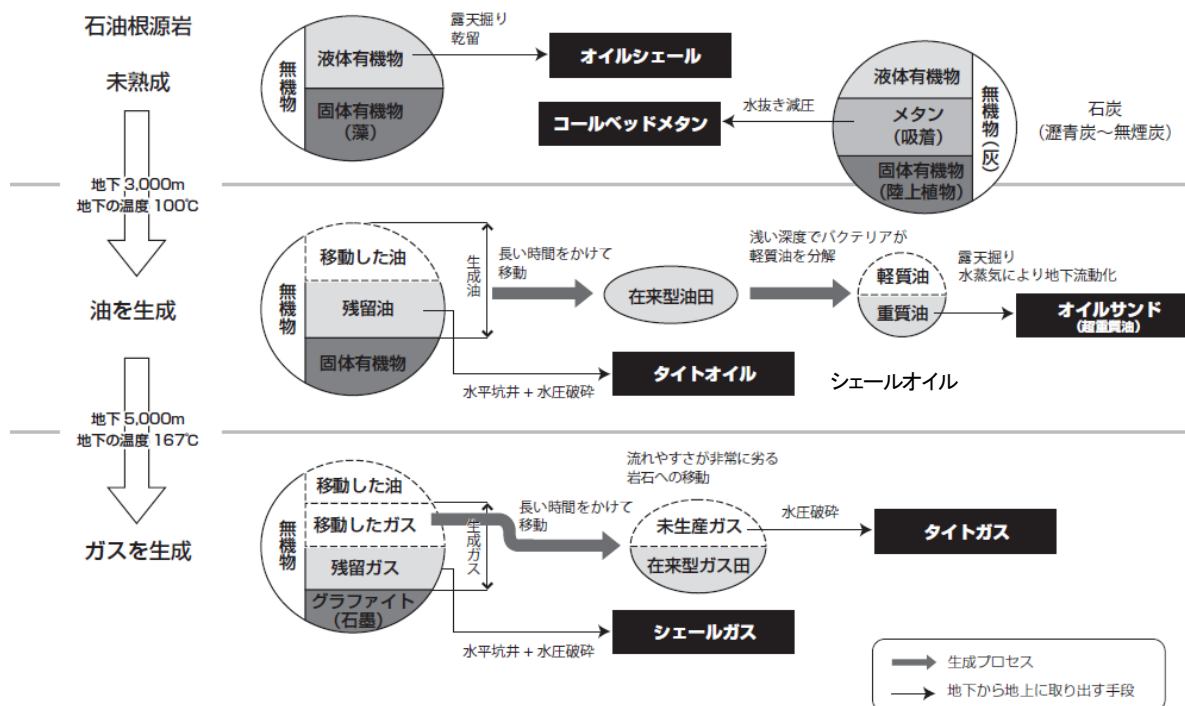 石油根源岩
未熟成
地下 3,000m
地下の温度 100℃
油を生成
地下 5,000m
地下の温度 167℃
ガスを生成
無機物
液体有機物
固体有機物
(藻)
露天掘り
乾留
オイルシェール
コールベッドメタン
水抜き減圧
液体有機物
メタン
(吸着)
固体有機物
(陸上植物)
無機物(灰)
石炭
(瀝青炭〜無煙炭)
無機物
移動した油
残留油
固体有機物
生成油
長い時間をかけて
移動
在来型油田
浅い深度でバクテリアが
軽質油を分解
軽質油
重質油
露天掘り
水蒸気により地下流動化
オイルサンド
(超重質油)
水平坑井 + 水圧破砕
タイトオイル
シェールオイル
無機物
移動した油
移動したガス
残留ガス
グラファイト
(石墨)
生成ガス
長い時間をかけて
移動
流れやすさが非常に劣る
岩石への移動
未生産ガス
在来型ガス田
水圧破砕
タイトガス
水平坑井 + 水圧破砕
シェールガス
生成プロセス
地下から地上に取り出す手段